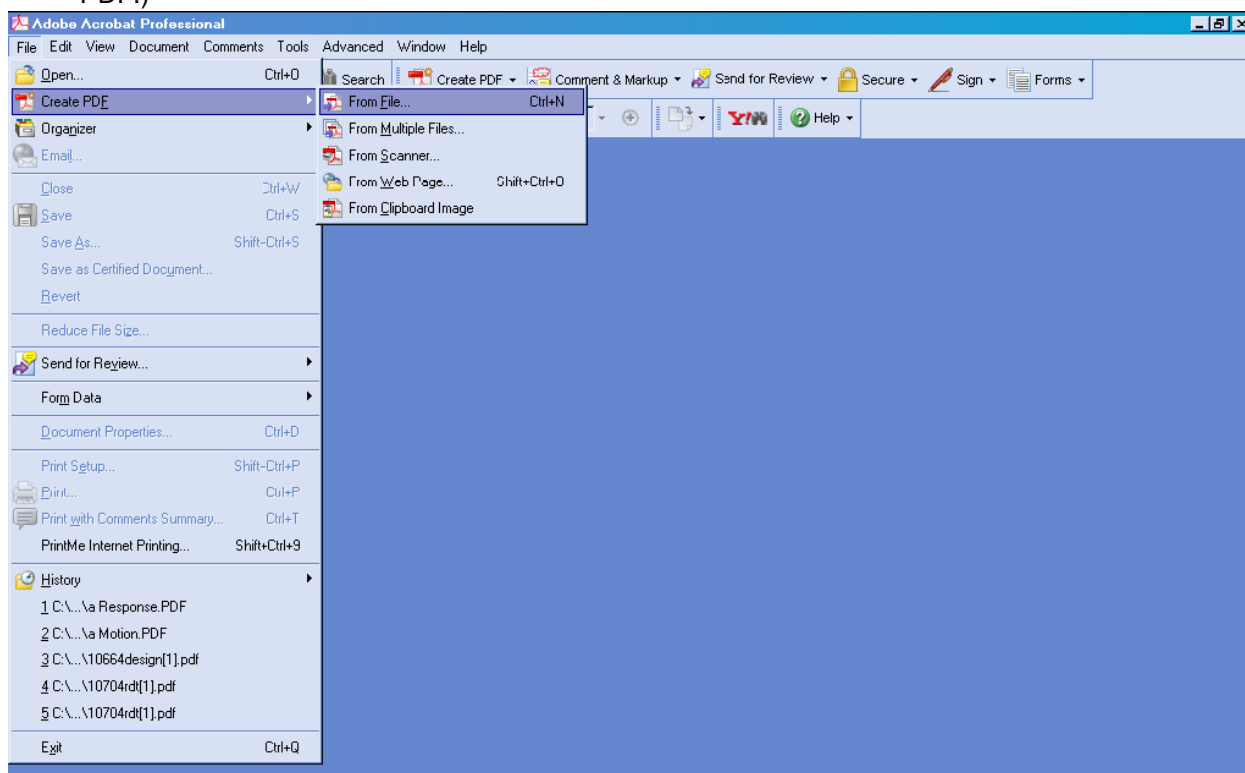 PDF.)
Adobe Acrobat Professional
File Edit View Document Comments Tools Advanced Window Help
Open... Ctrl+O
Search Create PDF Comment & Markup Send for Review Secure Sign Forms
Create PDF
From File... Ctrl+N
Organizer
From Multiple Files...
Y! Help
Email...
From Scanner...
Close Ctrl+W
From Web Page... Shift+Ctrl+O
Save Ctrl+S
From Clipboard Image
Save As... Shift-Ctrl+S
Save as Certified Document...
Revert
Reduce File Size...
Send for Review...
Form Data
Document Properties... Ctrl+D
Print Setup... Shift-Ctrl+P
Print... Ctrl+P
Print with Comments Summary... Ctrl+T
PrintMe Internet Printing... Shift+Ctrl+9
History
1 C:\...\a Response.PDF
2 C:\...\a Motion.PDF
3 C:\...\10664design[1].pdf
4 C:\...\10704rdt[1].pdf
5 C:\...\10704rdt[1].pdf
Exit Ctrl+Q